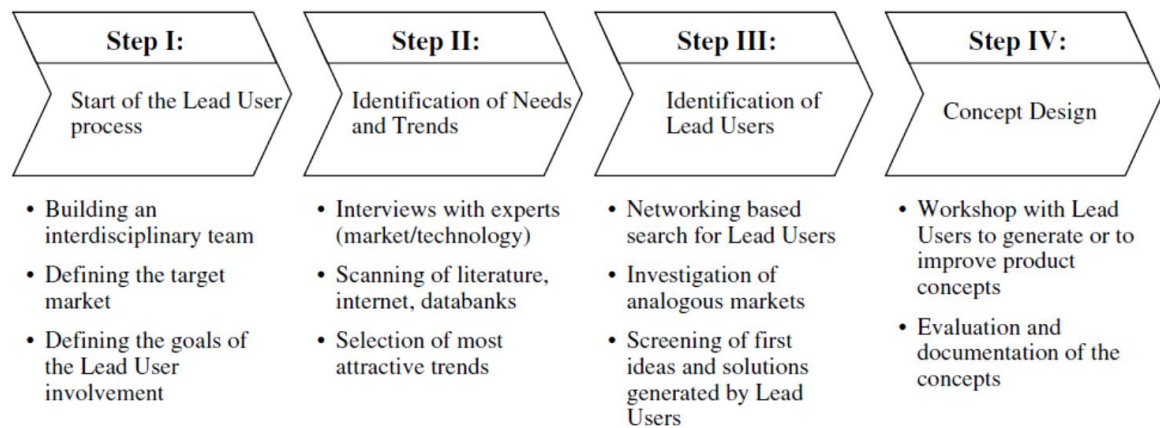 Step I:
Start of the Lead User
process
• Building an
interdisciplinary team
• Defining the target
market
• Defining the goals of
the Lead User
involvement
Step II:
Identification of Needs
and Trends
• Interviews with experts
(market/technology)
• Scanning of literature,
internet, databanks
• Selection of most
attractive trends
Step III:
Identification of
Lead Users
• Networking based
search for Lead Users
• Investigation of
analogous markets
• Screening of first
ideas and solutions
generated by Lead
Users
Step IV:
Concept Design
• Workshop with Lead
Users to generate or to
improve product
concepts
• Evaluation and
documentation of the
concepts